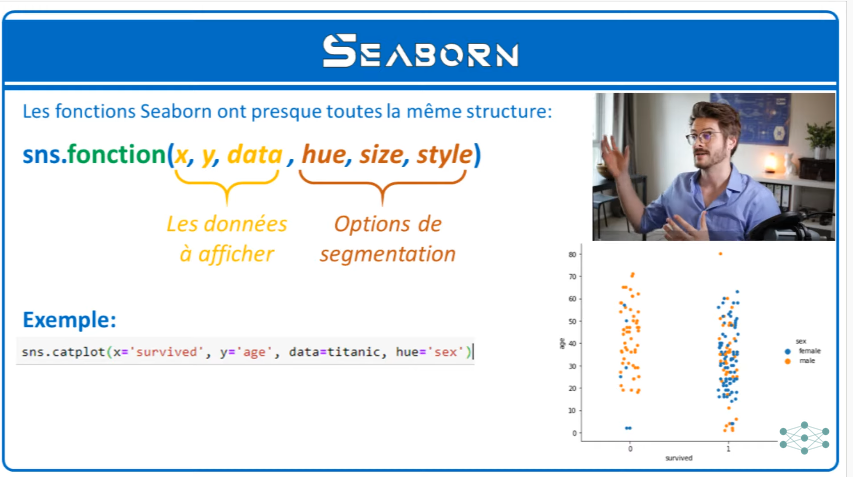 SEABORN
Les fonctions Seaborn ont presque toutes la même structure:
sns.fonction(x, y, data , hue, size, style)
Les données
à afficher
Options de
segmentation
Exemple:
sns.catplot(x='survived', y='age', data=titanic, hue='sex')
80
70
60
50
40
30
20
10
0
age
0
1
survived
sex
female
male